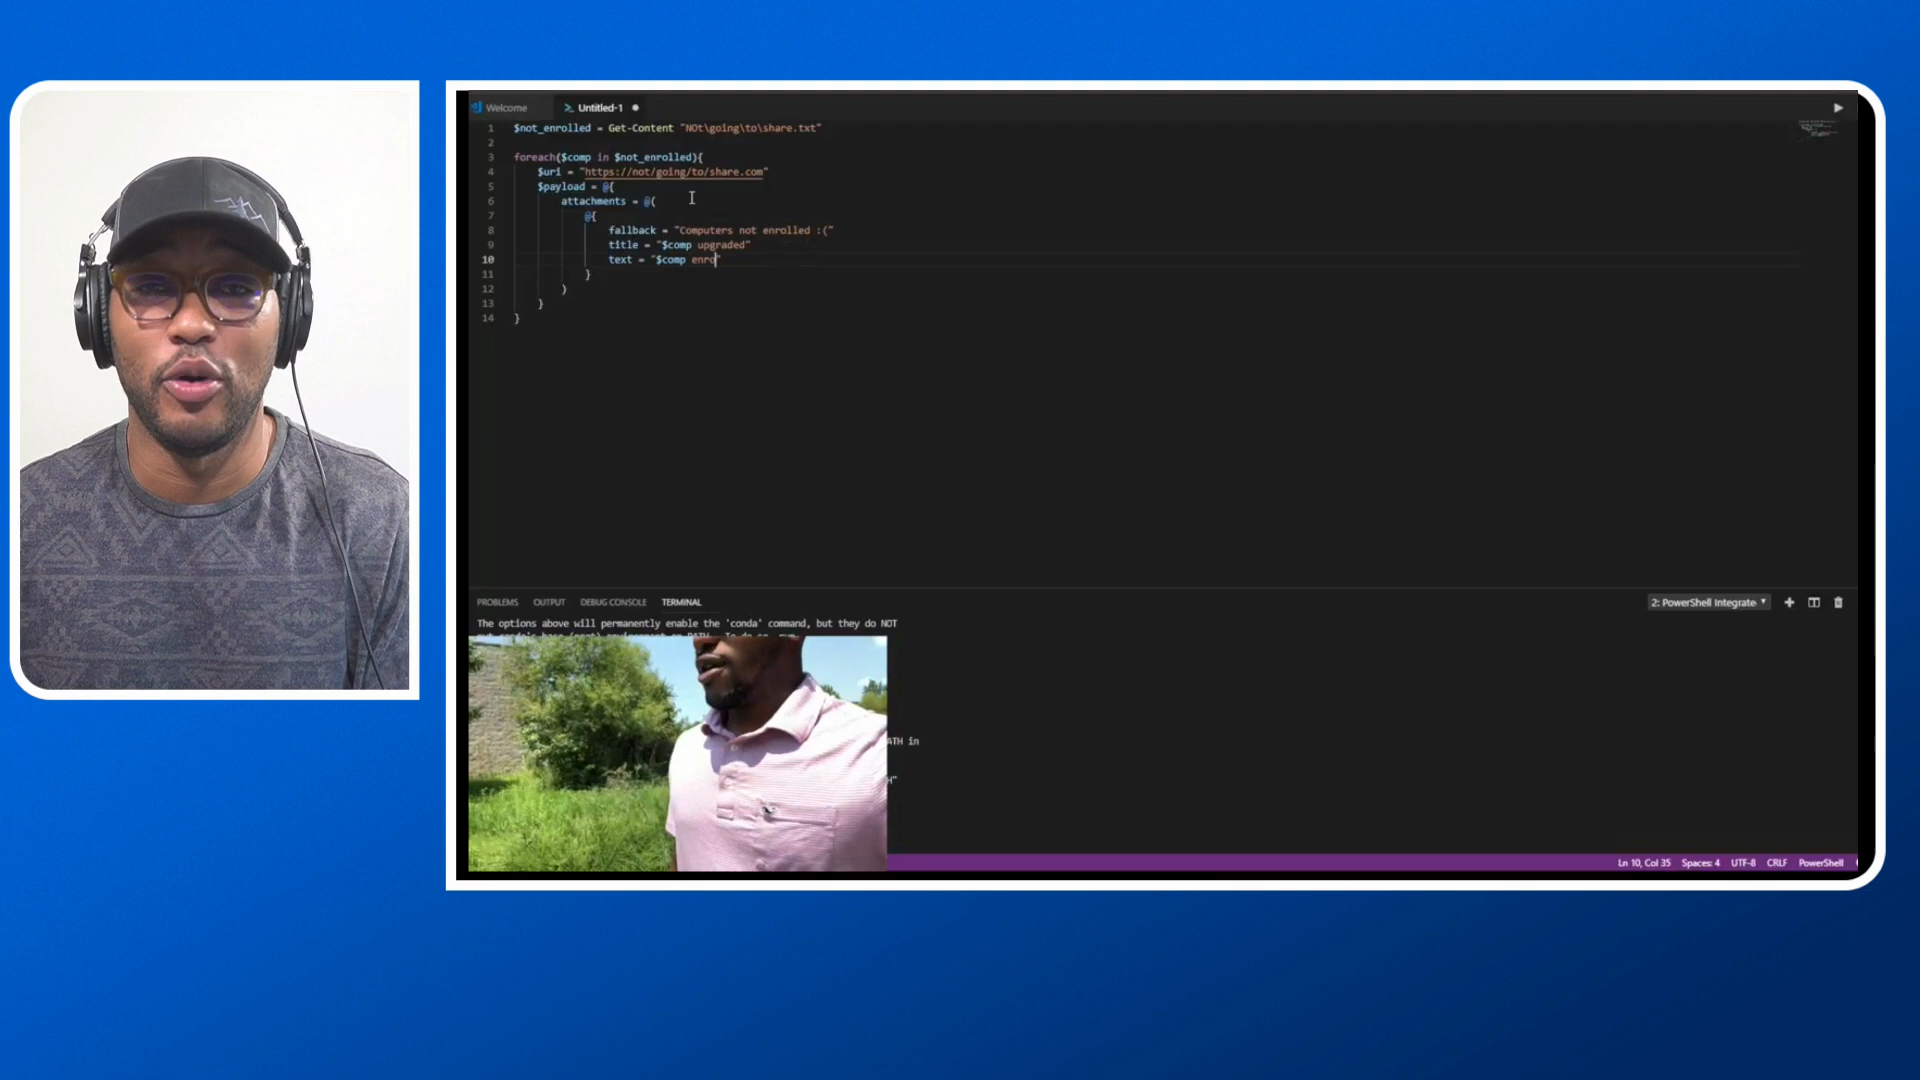 Welcome
Untitled-1
1 $not_enrolled = Get-Content "NOt\going\to\share.txt"
2
3 foreach($comp in $not_enrolled){
4 $uri = "https://not/going/to/share.com"
5 $payload = @{
6 attachments = @(
7 @{
8 fallback = "Computers not enrolled :("
9 title = "$comp upgraded"
10 text = "$comp enro"
11 }
12 )
13 }
14 }
PROBLEMS OUTPUT DEBUG CONSOLE TERMINAL
2: PowerShell Integrate
The options above will permanently enable the 'conda' command, but they do NOT
ATH in
H"
Ln 10, Col 35 Spaces: 4 UTF-8 CRLF PowerShell